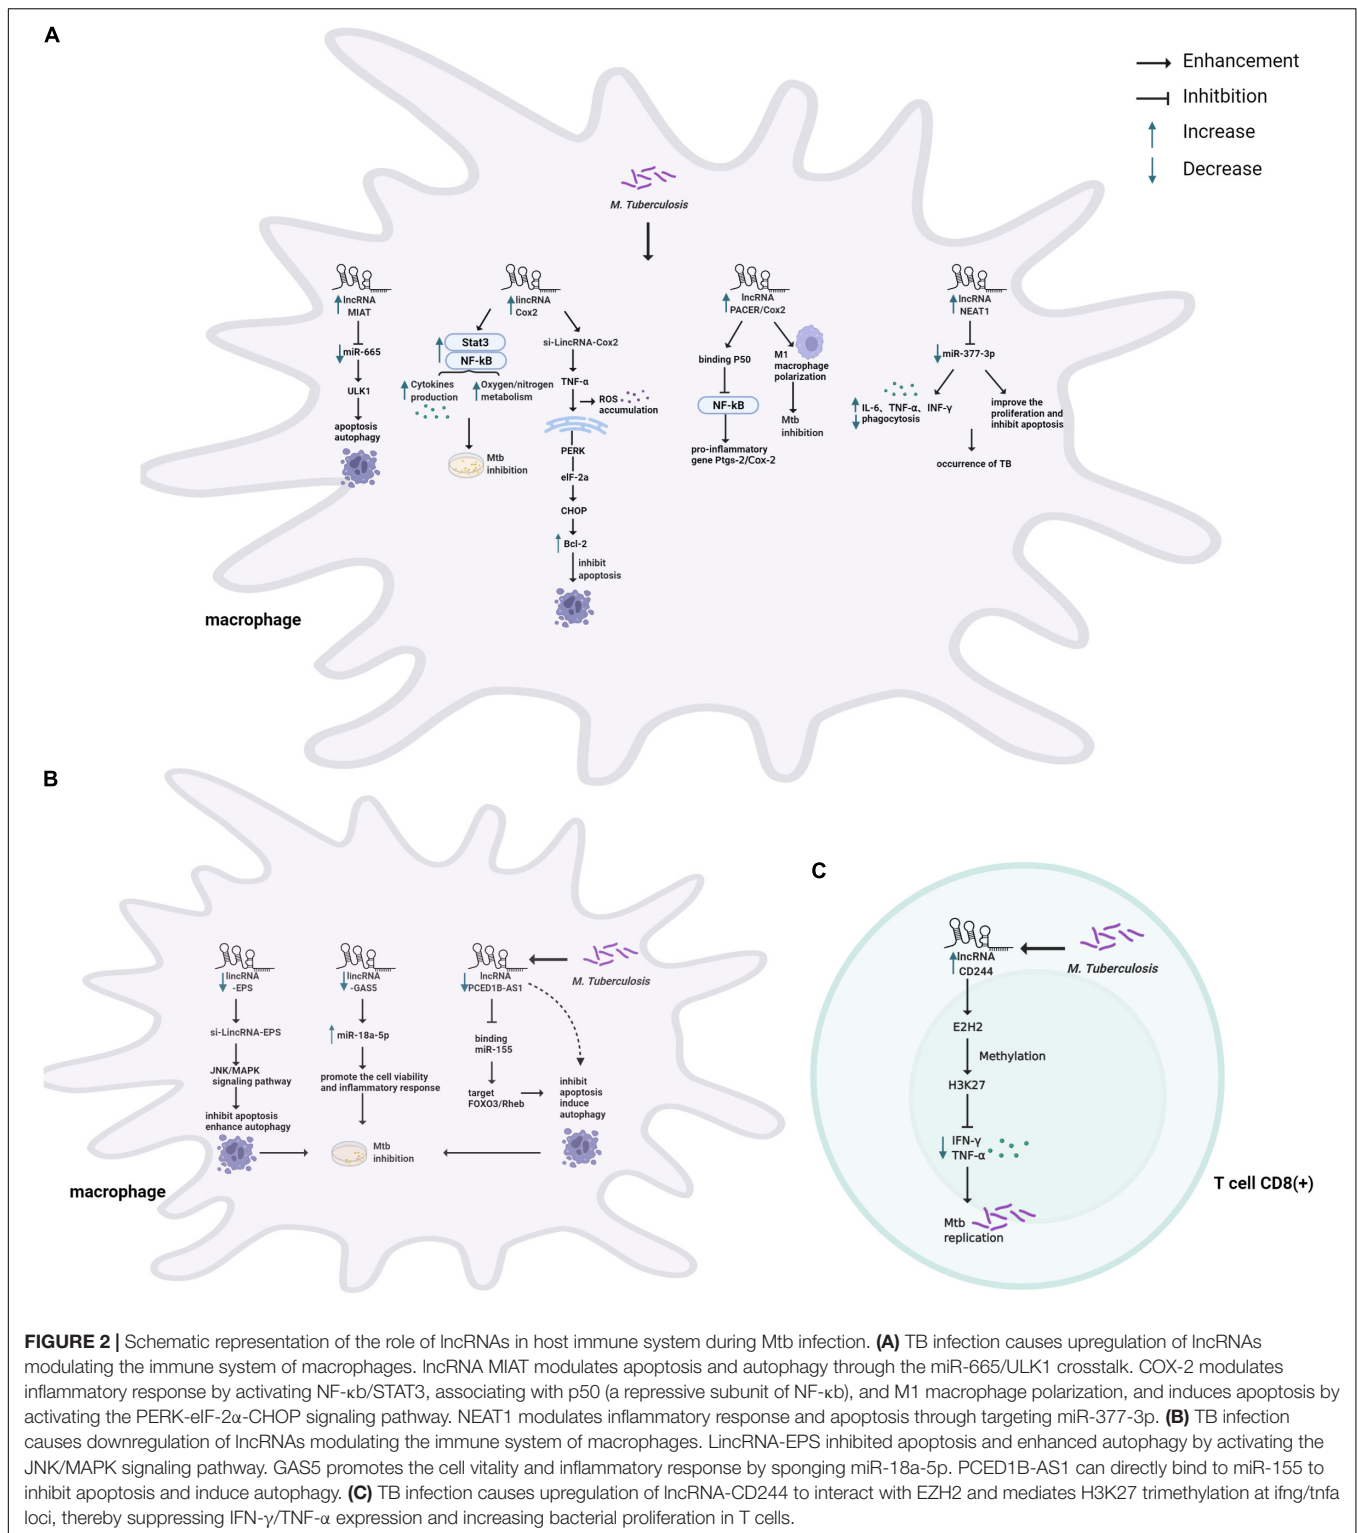 A
Enhancement
Inhitbition
Increase
Decrease
M. Tuberculosis
lncRNA
MIAT
miR-665
ULK1
apoptosis
autophagy
lincRNA
Cox2
Stat3
NF-kB
Cytokines
production
Oxygen/nitrogen
metabolism
Mtb
inhibition
si-LincRNA-Cox2
TNF-α
ROS
accumulation
PERK
eIF-2a
CHOP
Bcl-2
inhibit
apoptosis
lncRNA
PACER/Cox2
binding P50
NF-kB
pro-inflammatory
gene Ptgs-2/Cox-2
M1
macrophage
polarization
Mtb
inhibition
lncRNA
NEAT1
miR-377-3p
IL-6、TNF-α、INF-γ
phagocytosis
improve the
proliferation and
inhibit apoptosis
occurrence of TB
macrophage
B
lincRNA
-EPS
si-LincRNA-EPS
JNK/MAPK
signaling pathway
inhibit apoptosis
enhance autophagy
lincRNA
-GAS5
miR-18a-5p
promote the cell viability
and inflammatory response
Mtb
inhibition
lncRNA
PCED1B-AS1
M. Tuberculosis
binding
miR-155
target
FOXO3/Rheb
inhibit
apoptosis
induce
autophagy
macrophage
C
lncRNA
CD244
M. Tuberculosis
E2H2
Methylation
H3K27
IFN-γ
TNF-α
Mtb
replication
T cell CD8(+)
FIGURE 2 | Schematic representation of the role of lncRNAs in host immune system during Mtb infection. (A) TB infection causes upregulation of lncRNAs
modulating the immune system of macrophages. lncRNA MIAT modulates apoptosis and autophagy through the miR-665/ULK1 crosstalk. COX-2 modulates
inflammatory response by activating NF-κb/STAT3, associating with p50 (a repressive subunit of NF-κb), and M1 macrophage polarization, and induces apoptosis by
activating the PERK-eIF-2α-CHOP signaling pathway. NEAT1 modulates inflammatory response and apoptosis through targeting miR-377-3p. (B) TB infection
causes downregulation of lncRNAs modulating the immune system of macrophages. LincRNA-EPS inhibited apoptosis and enhanced autophagy by activating the
JNK/MAPK signaling pathway. GAS5 promotes the cell vitality and inflammatory response by sponging miR-18a-5p. PCED1B-AS1 can directly bind to miR-155 to
inhibit apoptosis and induce autophagy. (C) TB infection causes upregulation of lncRNA-CD244 to interact with EZH2 and mediates H3K27 trimethylation at ifng/tnfa
loci, thereby suppressing IFN-γ/TNF-α expression and increasing bacterial proliferation in T cells.